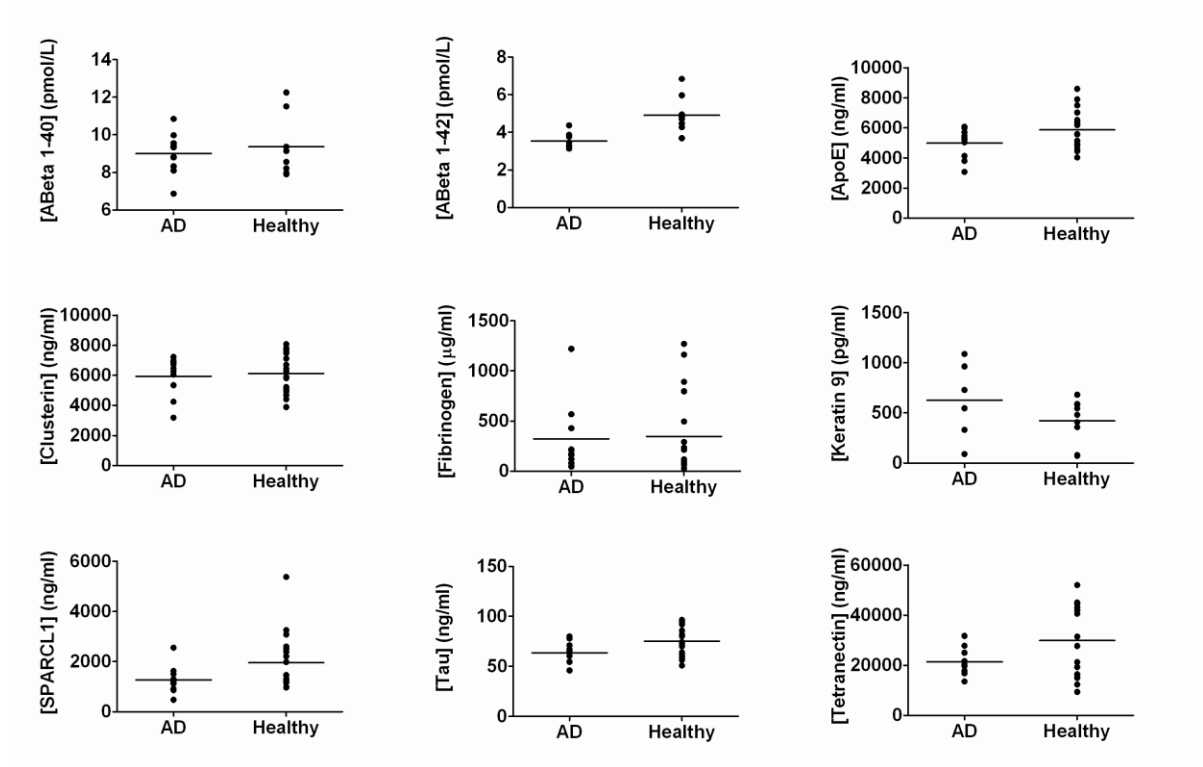 [ABeta 1-40] (pmol/L)
14
12
10
8
6
AD Healthy
[ABeta 1-42] (pmol/L)
8
6
4
2
0
AD Healthy
[ApoE] (ng/ml)
10000
8000
6000
4000
2000
0
AD Healthy
[Clusterin] (ng/ml)
10000
8000
6000
4000
2000
0
AD Healthy
[Fibrinogen] (μg/ml)
1500
1000
500
0
AD Healthy
[Keratin 9] (pg/ml)
1500
1000
500
0
AD Healthy
[SPARCL1] (ng/ml)
6000
4000
2000
0
AD Healthy
[Tau] (ng/ml)
150
100
50
0
AD Healthy
[Tetranectin] (ng/ml)
60000
40000
20000
0
AD Healthy